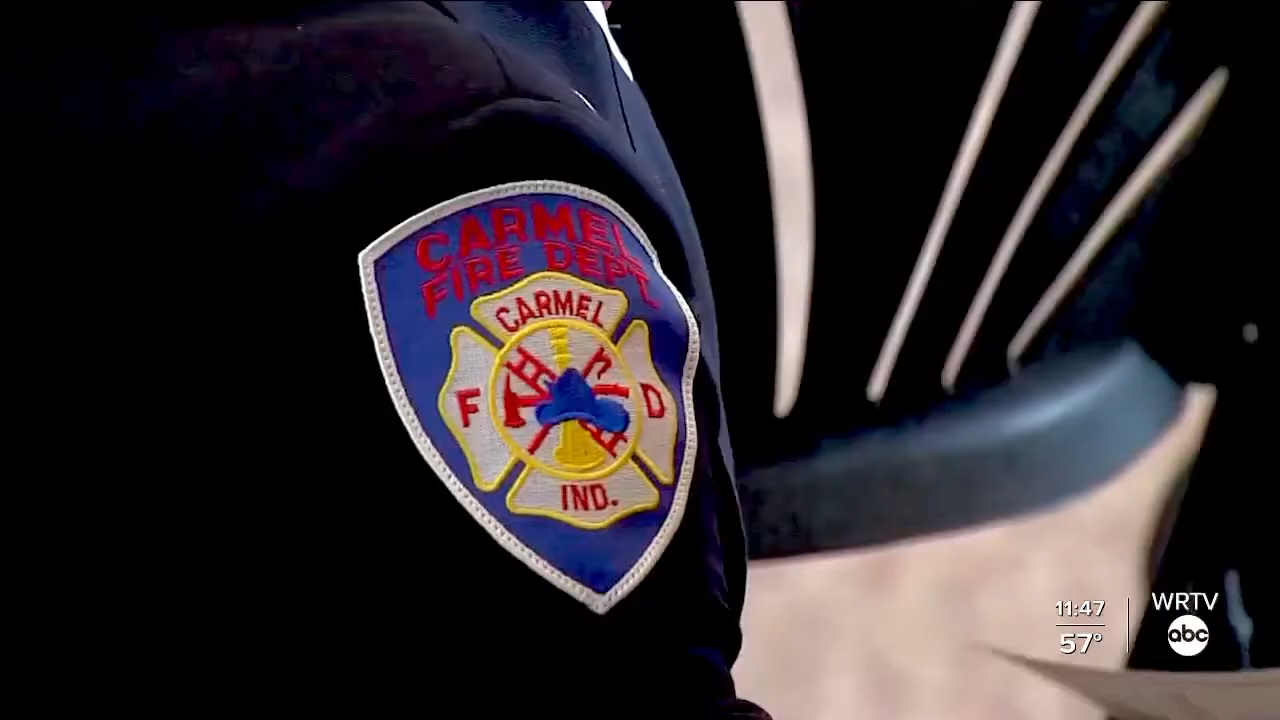 CARMEL
FIRE DEPT.
CARMEL
F D
IND.
11:47
57°
WRTV
abc